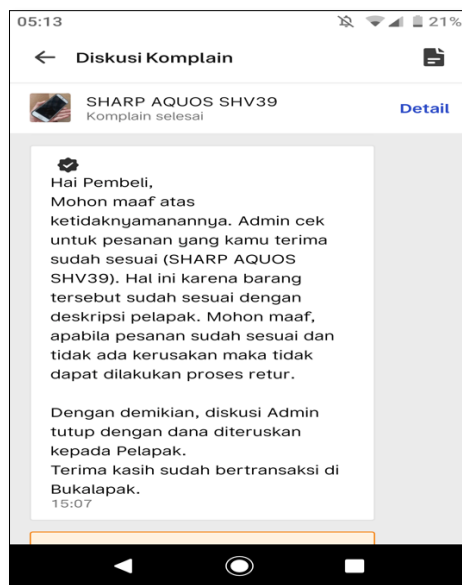 05:13
21%
Diskusi Komplain
SHARP AQUOS SHV39
Komplain selesai
Detail
Hai Pembeli,
Mohon maaf atas
ketidaknyamanannya. Admin cek
untuk pesanan yang kamu terima
sudah sesuai (SHARP AQUOS
SHV39). Hal ini karena barang
tersebut sudah sesuai dengan
deskripsi pelapak. Mohon maaf,
apabila pesanan sudah sesuai dan
tidak ada kerusakan maka tidak
dapat dilakukan proses retur.
Dengan demikian, diskusi Admin
tutup dengan dana diteruskan
kepada Pelapak.
Terima kasih sudah bertransaksi di
Bukalapak.
15:07